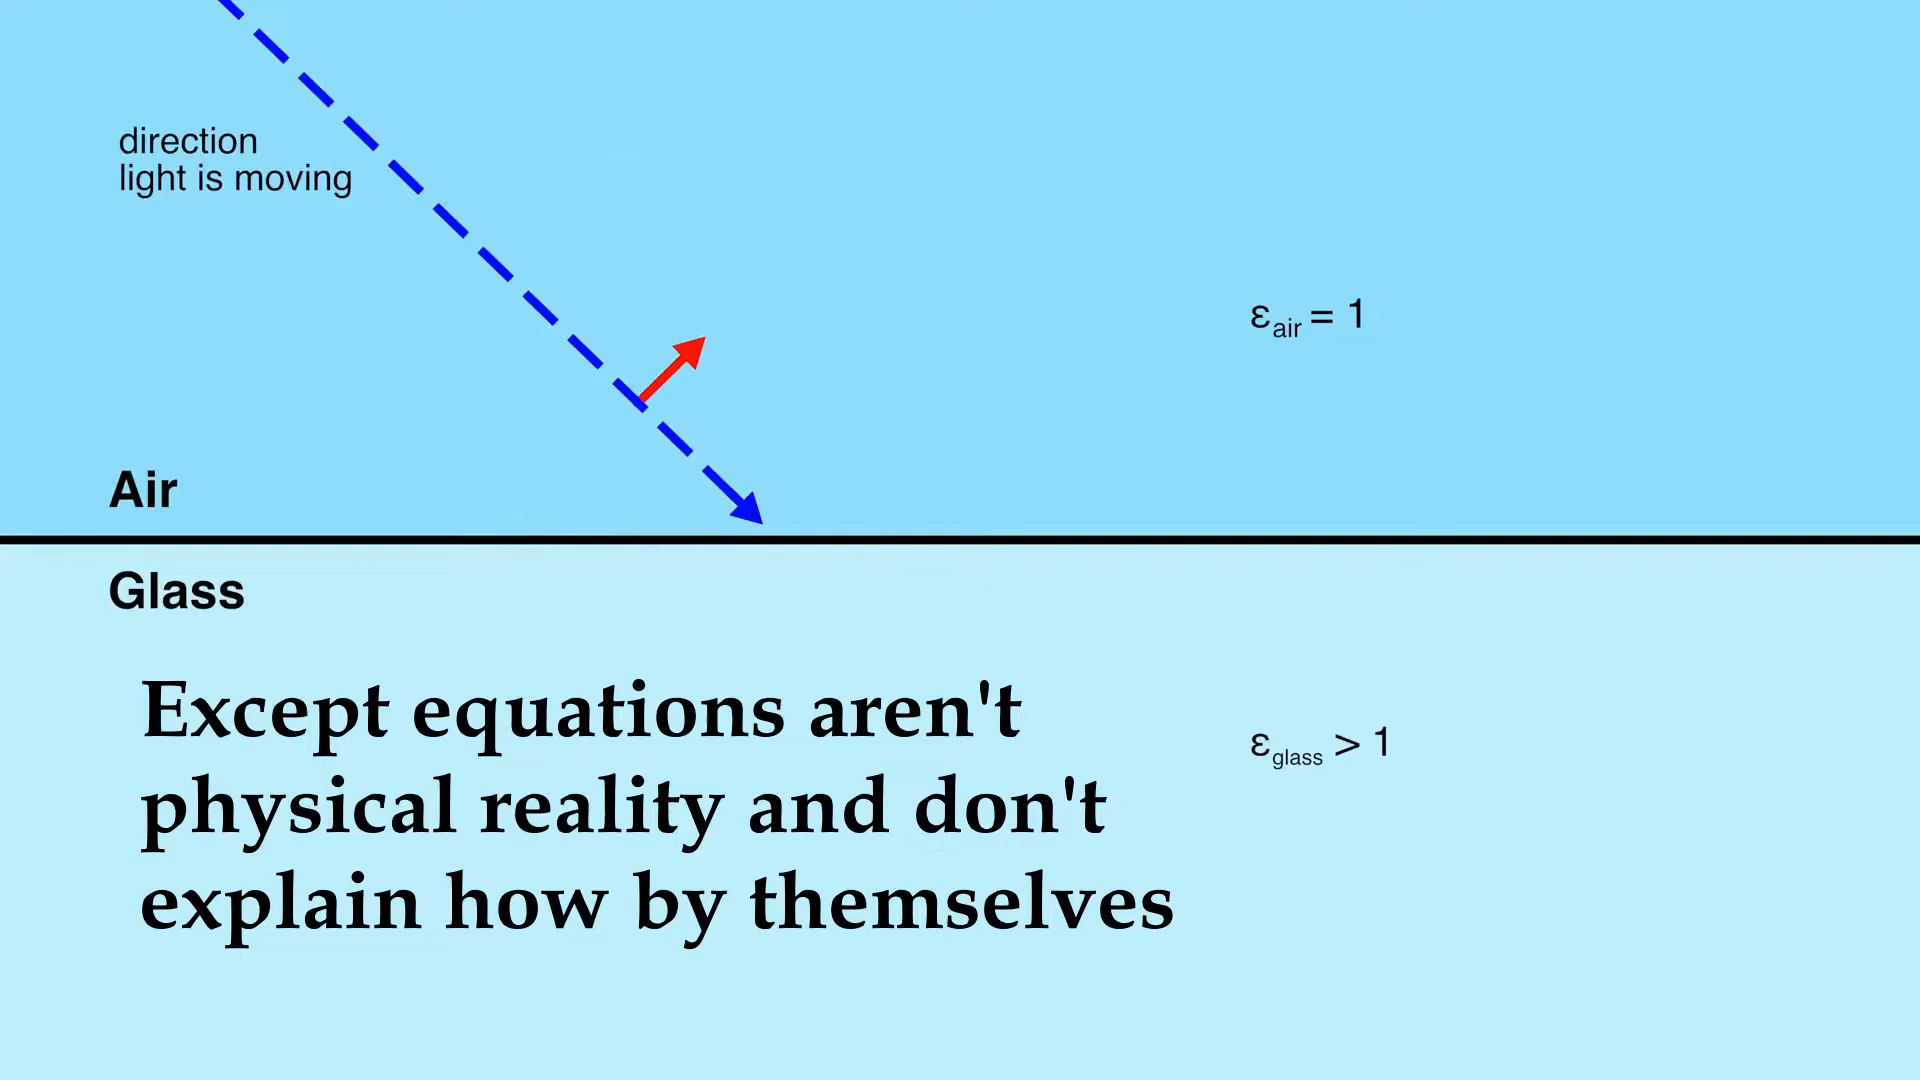 direction
light is moving
εair = 1
Air
Glass
Except equations aren't
physical reality and don't
explain how by themselves
εglass > 1